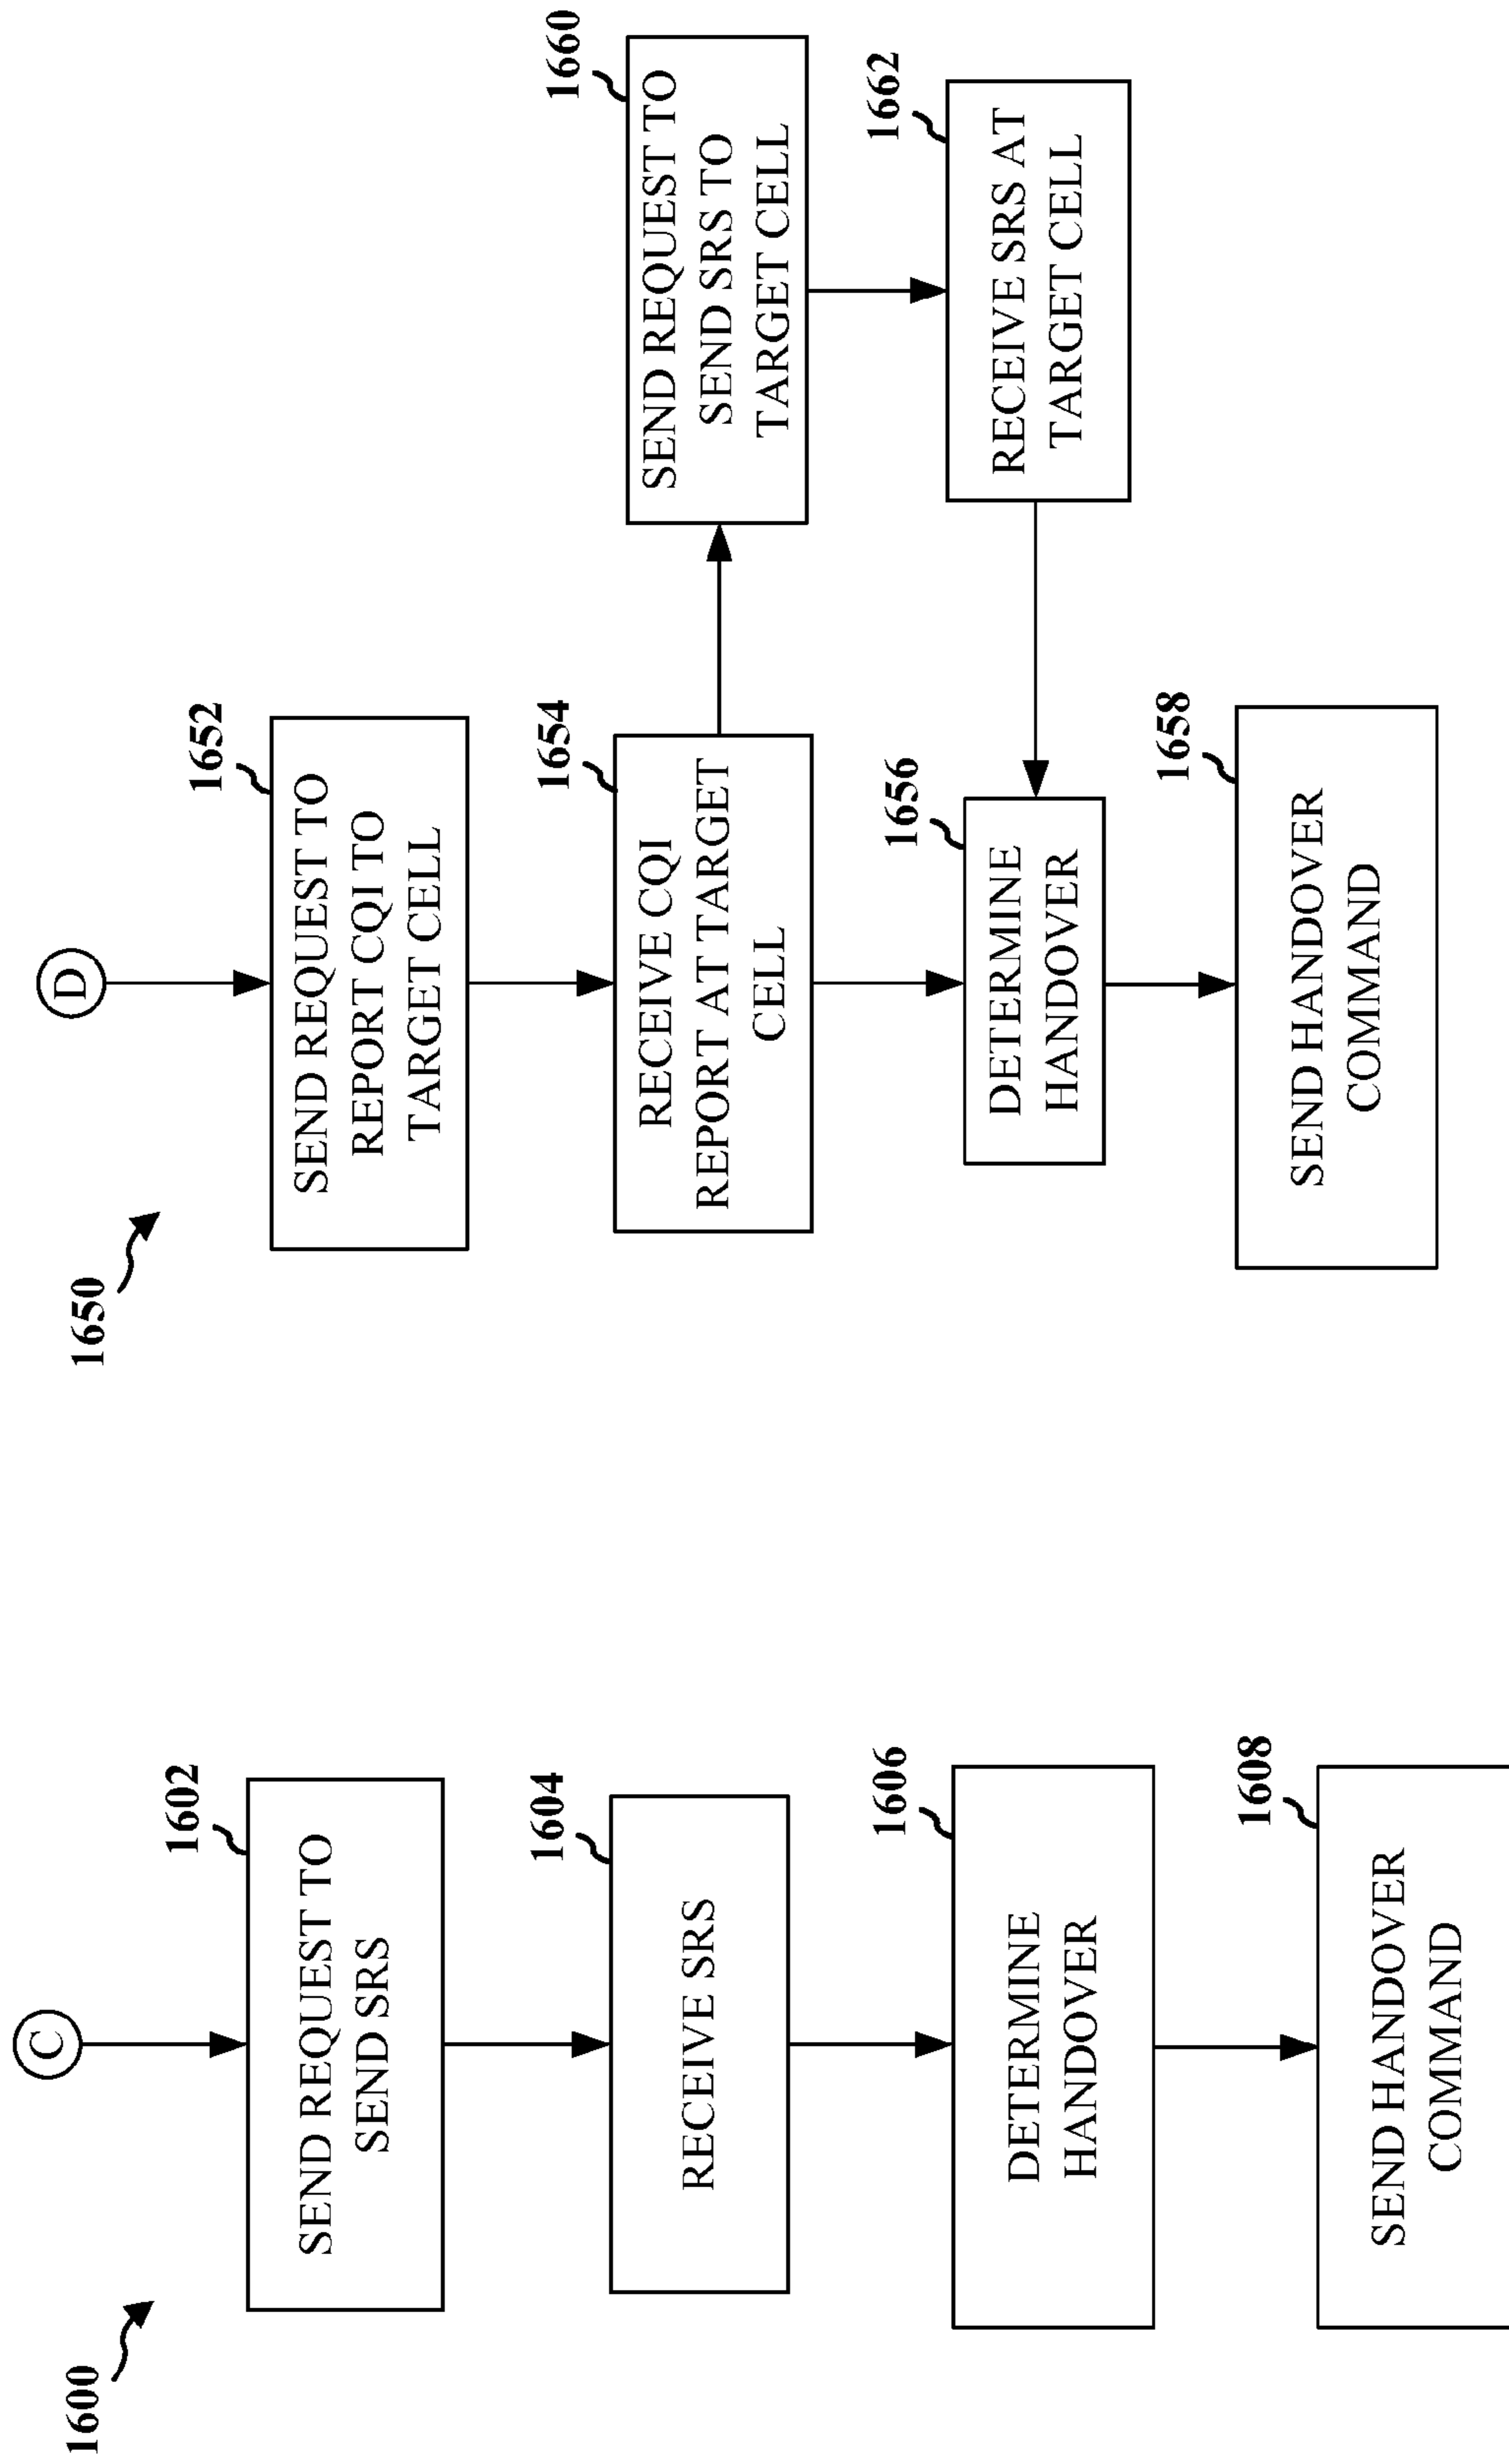 1600
C
1602
SEND REQUEST TO
SEND SRS
1604
RECEIVE SRS
1606
DETERMINE
HANDOVER
1608
SEND HANDOVER
COMMAND
1650
D
1652
SEND REQUEST TO
REPORT CQI TO
TARGET CELL
1654
RECEIVE CQI
REPORT AT TARGET
CELL
1656
DETERMINE
HANDOVER
1658
SEND HANDOVER
COMMAND
1660
SEND REQUEST TO
SEND SRS TO
TARGET CELL
1662
RECEIVE SRS AT
TARGET CELL